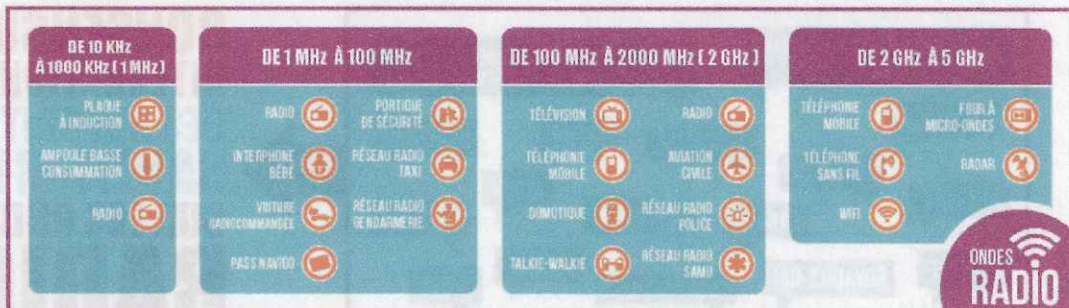 DE 10 KHz
À 1000 KHz ( 1 MHz )
PLAQUE
À INDUCTION
AMPOULE BASSE
CONSOMMATION
RADIO
DE 1 MHz À 100 MHz
RADIO
INTERPHONE
BÉBÉ
VOITURE
RADIOCOMMANDÉE
PASS NAVIGO
PORTIQUE
DE SÉCURITÉ
RÉSEAU RADIO
TAXI
RÉSEAU RADIO
GENDARMERIE
DE 100 MHz À 2000 MHz ( 2 GHz )
TÉLÉVISION
TÉLÉPHONIE
MOBILE
DOMOTIQUE
TALKIE-WALKIE
RADIO
AVIATION
CIVILE
RÉSEAU RADIO
POLICE
RÉSEAU RADIO
SAMU
DE 2 GHz À 5 GHz
TÉLÉPHONIE
MOBILE
TÉLÉPHONE
SANS FIL
WIFI
FOUR À
MICRO-ONDES
RADAR
ONDES
RADIO